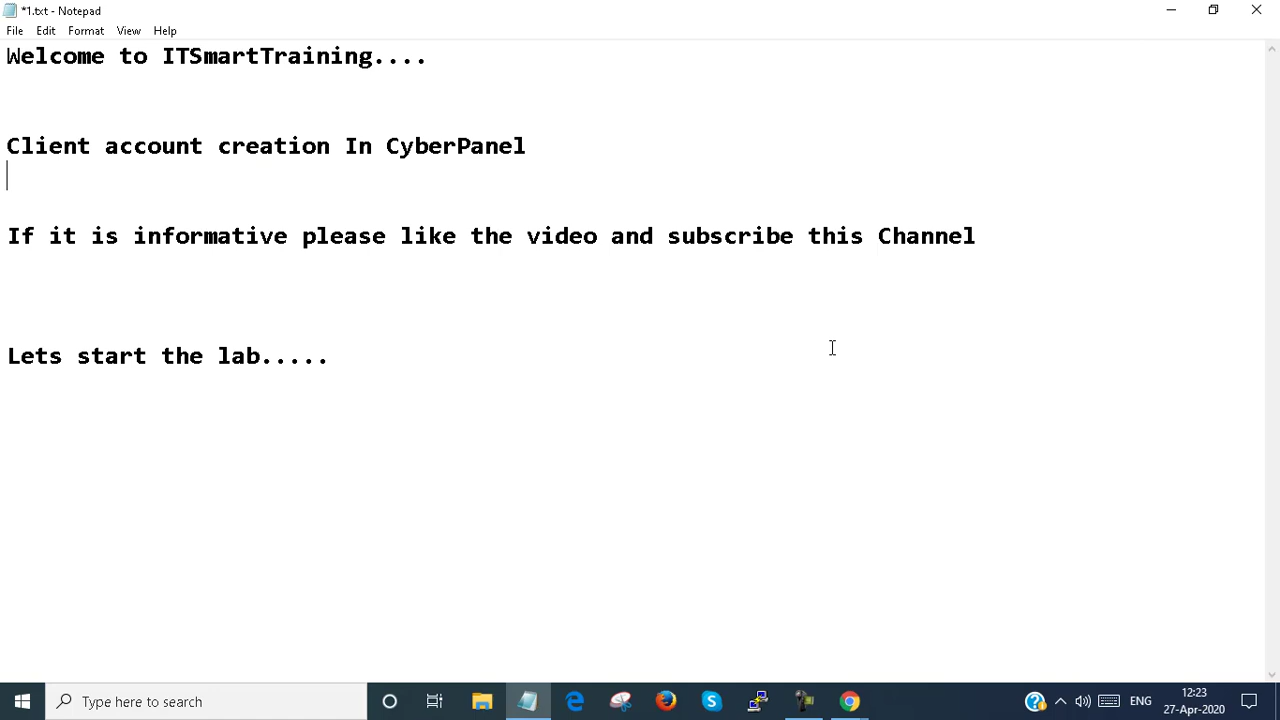 *1.txt - Notepad
File Edit Format View Help
Welcome to ITSmartTraining....
Client account creation In CyberPanel
If it is informative please like the video and subscribe this Channel
Lets start the lab.....
Type here to search
ENG
12:23
27-Apr-2020